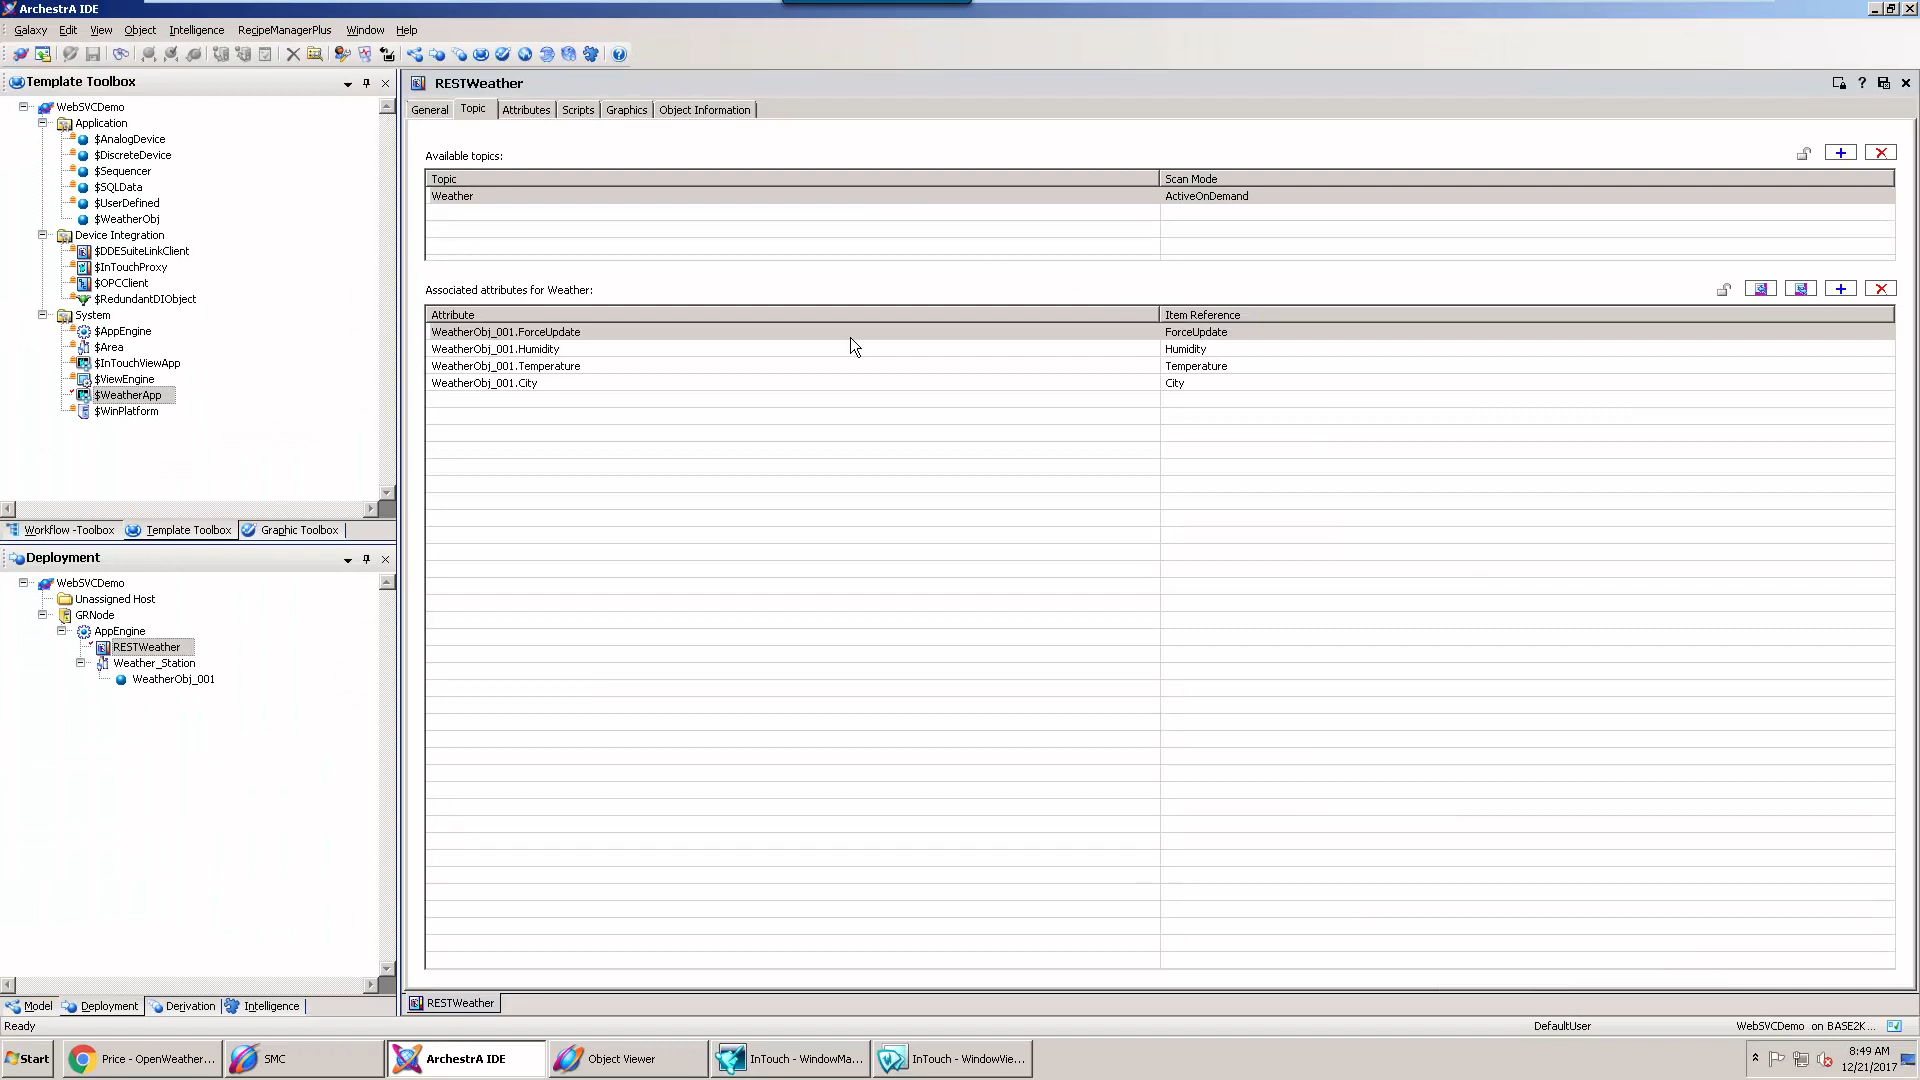 ArchestrA IDE
Galaxy Edit View Object Intelligence RecipeManagerPlus Window Help
Template Toolbox
WebSVCDemo
Application
$AnalogDevice
$DiscreteDevice
$Sequencer
$SQLData
$UserDefined
$WeatherObj
Device Integration
$DDESuiteLinkClient
$InTouchProxy
$OPCClient
$RedundantDIObject
System
$AppEngine
$Area
$InTouchViewApp
$ViewEngine
$WeatherApp
$WinPlatform
Workflow -Toolbox Template Toolbox Graphic Toolbox
Deployment
WebSVCDemo
Unassigned Host
GRNode
AppEngine
RESTWeather
Weather_Station
WeatherObj_001
Model Deployment Derivation Intelligence
RESTWeather
General Topic Attributes Scripts Graphics Object Information
Available topics:
Topic Scan Mode
Weather ActiveOnDemand
Associated attributes for Weather:
Attribute Item Reference
WeatherObj_001.ForceUpdate ForceUpdate
WeatherObj_001.Humidity Humidity
WeatherObj_001.Temperature Temperature
WeatherObj_001.City City
RESTWeather
Ready DefaultUser WebSVCDemo on BASE2K...
Start Price - OpenWeather... SMC ArchestrA IDE Object Viewer InTouch - WindowMa... InTouch - WindowVie... 8:49 AM
12/21/2017